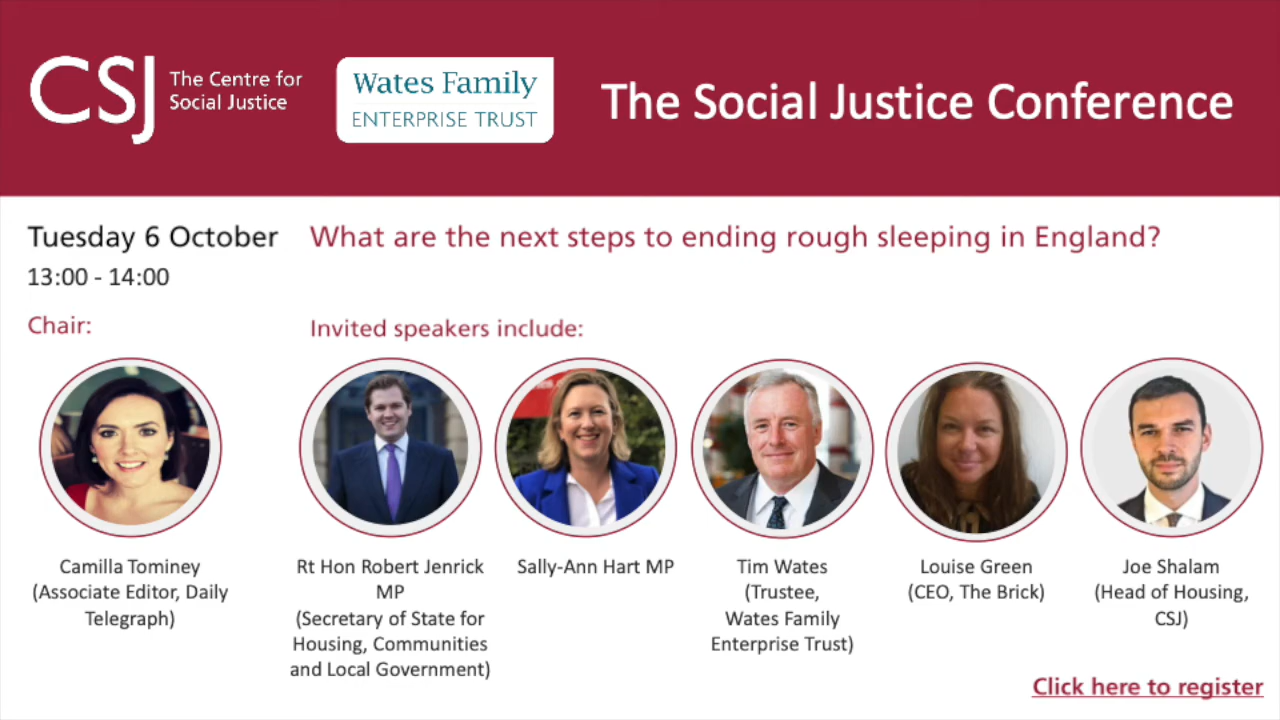 CSJ The Centre for
Social Justice
Wates Family
ENTERPRISE TRUST
The Social Justice Conference
Tuesday 6 October
13:00 - 14:00
What are the next steps to ending rough sleeping in England?
Chair:
Invited speakers include:
Camilla Tominey
(Associate Editor, Daily
Telegraph)
Rt Hon Robert Jenrick
MP
(Secretary of State for
Housing, Communities
and Local Government)
Sally-Ann Hart MP
Tim Wates
(Trustee,
Wates Family
Enterprise Trust)
Louise Green
(CEO, The Brick)
Joe Shalam
(Head of Housing,
CSJ)
Click here to register